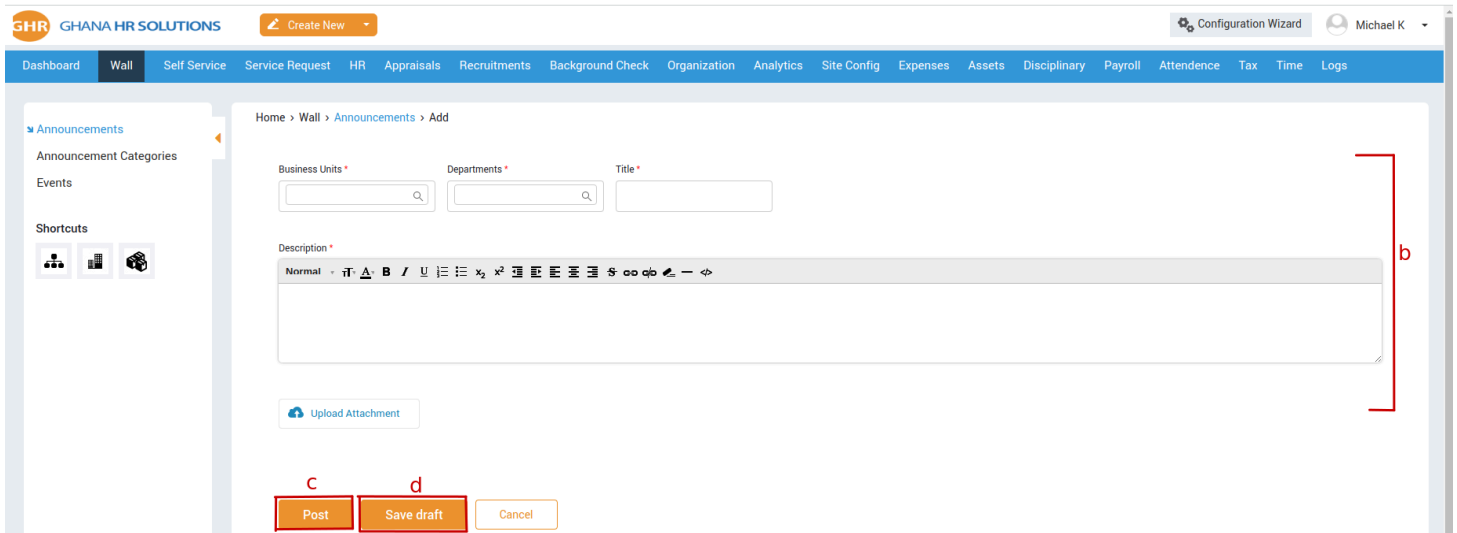 GHR GHANA HR SOLUTIONS Create New Configuration Wizard Michael K
Dashboard Wall Self Service Service Request HR Appraisals Recruitments Background Check Organization Analytics Site Config Expenses Assets Disciplinary Payroll Attendence Tax Time Logs
Home › Wall › Announcements › Add
Announcements
Announcement Categories
Events
Shortcuts
Business Units * Departments * Title *
Description *
Normal
b
Upload Attachment
c d
Post Save draft Cancel